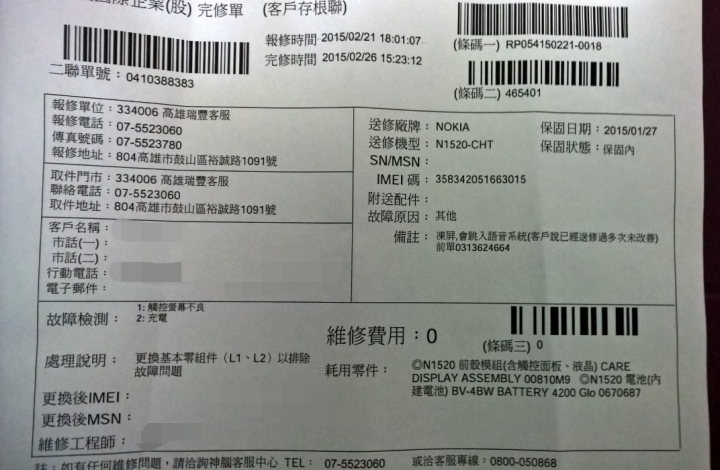 國際企業(股) 完修單 (客戶存根聯)
報修時間 2015/02/21 18:01:07
完修時間 2015/02/26 15:23:12
(條碼一) RP054150221-0018
二聯單號：0410388383
(條碼二) 465401
報修單位：334006 高雄瑞豐客服
報修電話：07-5523060
傳真號碼：07-5523780
報修地址：804高雄市鼓山區裕誠路1091號
取件門市：334006 高雄瑞豐客服
聯絡電話：07-5523060
取件地址：804高雄市鼓山區裕誠路1091號
客戶名稱：
市話(一)：
市話(二)：
行動電話：
電子郵件：
送修廠牌：NOKIA 保固日期：2015/01/27
送修機型：N1520-CHT 保固狀態：保固內
SN/MSN：
IMEI 碼：358342051663015
附送配件：
故障原因：其他
備註：凍屏,會跳入語音系統(客戶說已經送修過多次未改善)
前單0313624664
故障檢測：1: 觸控螢幕不良
2: 充電
維修費用：0
(條碼三) 0
處理說明：更換基本零組件（L1、L2）以排除
故障問題
耗用零件：◎N1520 前殼模組(含觸控面板、液晶) CARE
DISPLAY ASSEMBLY 00810M9 ◎N1520 電池(內
建電池) BV-4BW BATTERY 4200 Glo 0670687
更換後IMEI：
更換後MSN：
維修工程師：
註：如有任何維修問題，請洽詢神腦客服中心 TEL： 07-5523060 或洽客服專線：0800-050868